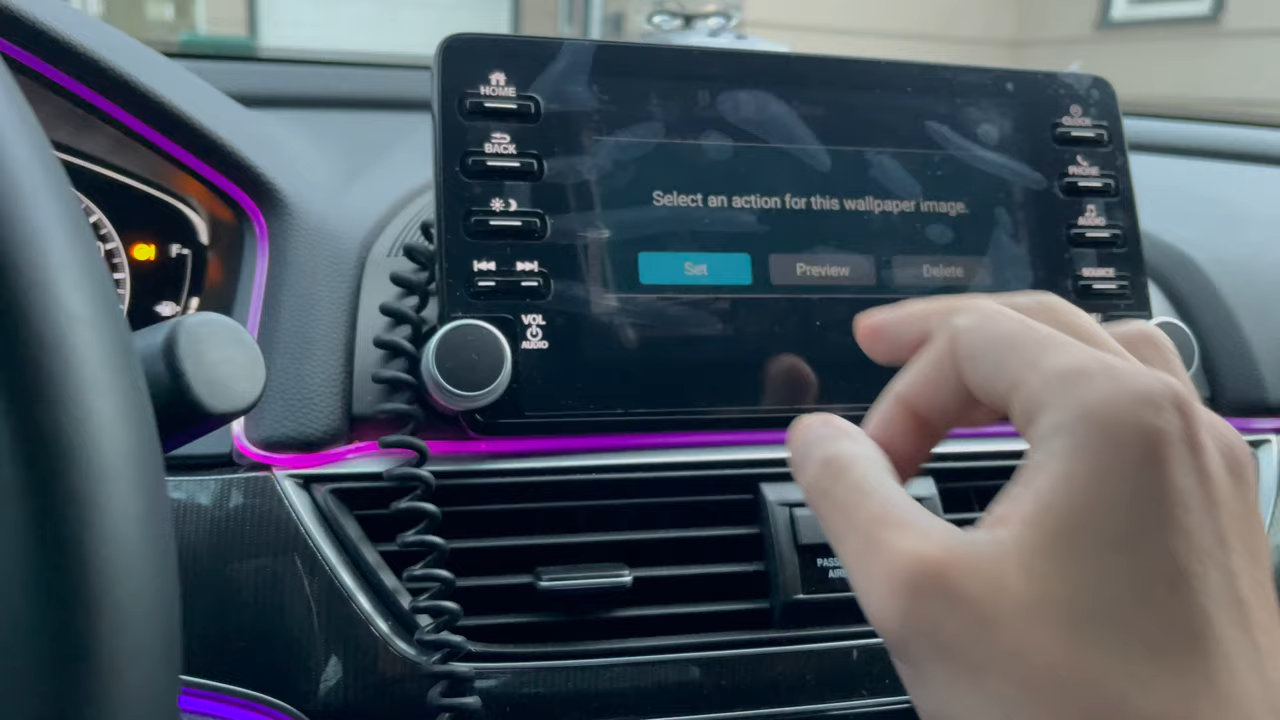 HOME
BACK
VOL
AUDIO
F
Select an action for this wallpaper image.
Set
Preview
Delete
CLOCK
PHONE
AUDIO
SOURCE